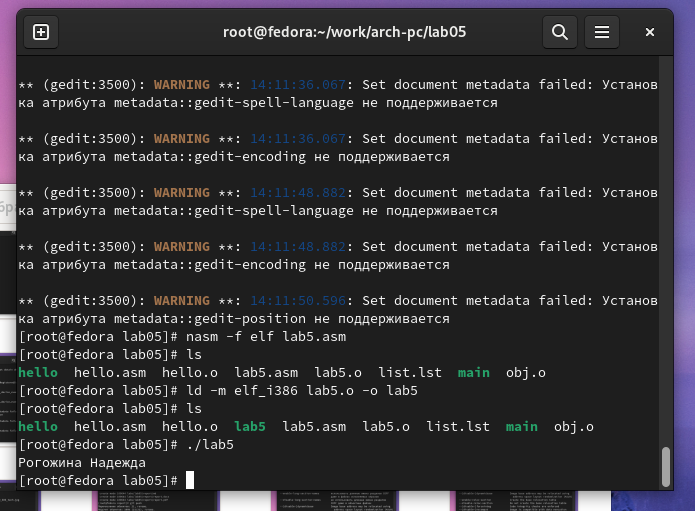 root@fedora:~/work/arch-pc/lab05
** (gedit:3500): WARNING **: 14:11:36.067: Set document metadata failed: Установ
ка атрибута metadata::gedit-spell-language не поддерживается
** (gedit:3500): WARNING **: 14:11:36.067: Set document metadata failed: Установ
ка атрибута metadata::gedit-encoding не поддерживается
** (gedit:3500): WARNING **: 14:11:48.882: Set document metadata failed: Установ
ка атрибута metadata::gedit-spell-language не поддерживается
** (gedit:3500): WARNING **: 14:11:48.882: Set document metadata failed: Установ
ка атрибута metadata::gedit-encoding не поддерживается
** (gedit:3500): WARNING **: 14:11:50.596: Set document metadata failed: Установ
ка атрибута metadata::gedit-position не поддерживается
[root@fedora lab05]# nasm -f elf lab5.asm
[root@fedora lab05]# ls
hello hello.asm hello.o lab5.asm lab5.o list.lst main obj.o
[root@fedora lab05]# ld -m elf_i386 lab5.o -o lab5
[root@fedora lab05]# ls
hello hello.asm hello.o lab5 lab5.asm lab5.o list.lst main obj.o
[root@fedora lab05]# ./lab5
Рогожина Надежда
[root@fedora lab05]#